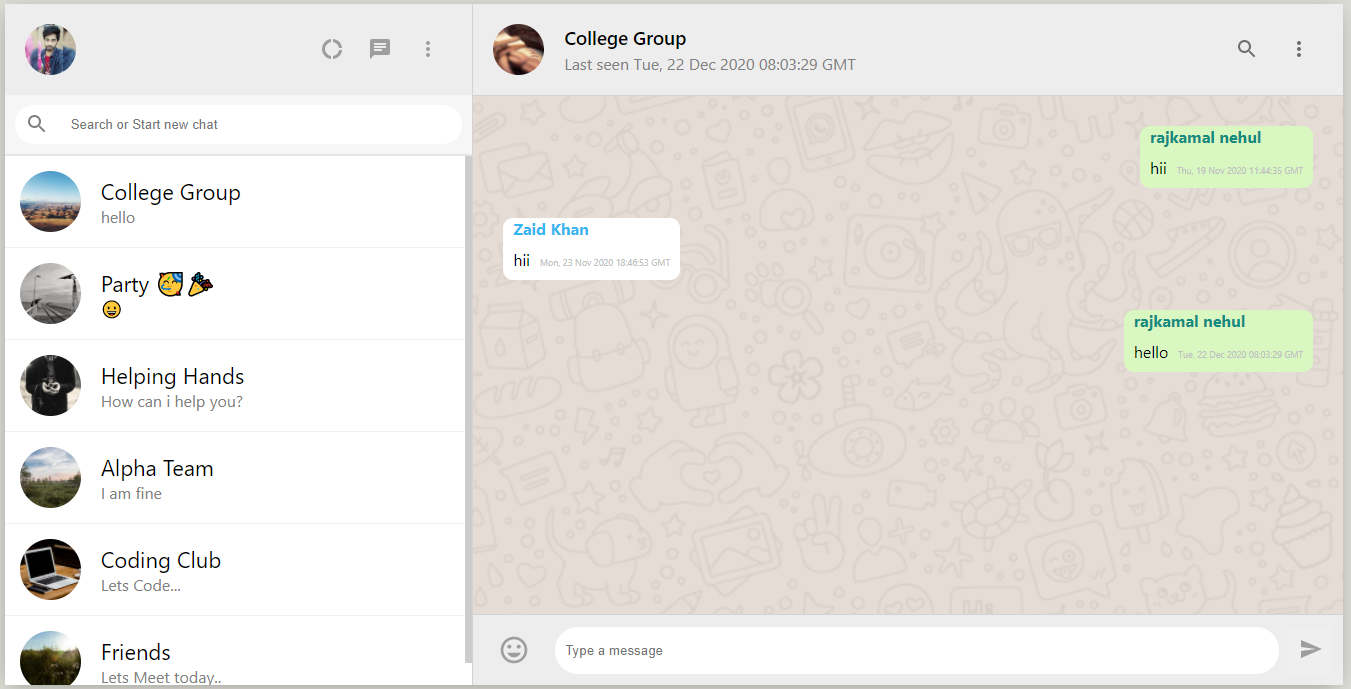 College Group
Last seen Tue, 22 Dec 2020 08:03:29 GMT
Search or Start new chat
College Group
hello
Party 🥳🎉
😀
Helping Hands
How can i help you?
Alpha Team
I am fine
Coding Club
Lets Code...
Friends
Lets Meet today..
rajkamal nehul
hii Thu, 19 Nov 2020 11:44:35 GMT
Zaid Khan
hii Mon, 23 Nov 2020 18:46:53 GMT
rajkamal nehul
hello Tue, 22 Dec 2020 08:03:29 GMT
Hi
Type a message